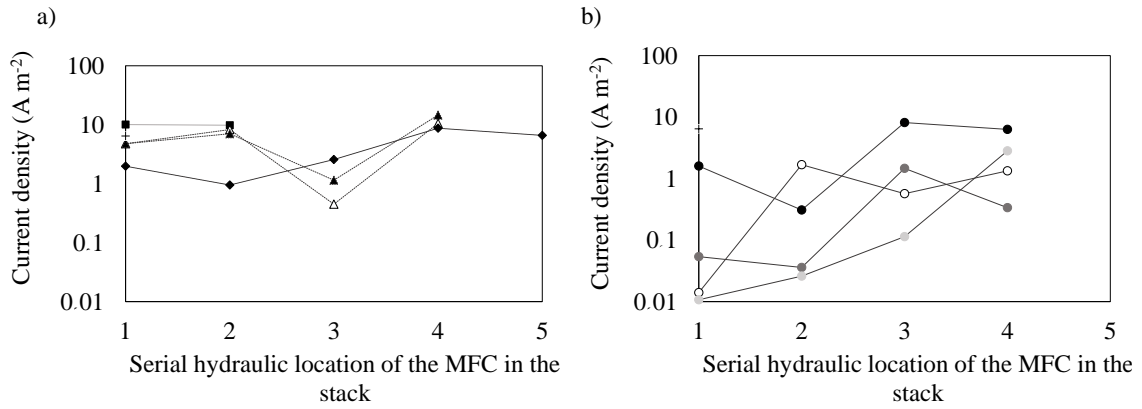 a)
Current density (A m-2)
100
10
1
0.1
0.01
1 2 3 4 5
Serial hydraulic location of the MFC in the
stack
b)
Current density (A m-2)
100
10
1
0.1
0.01
1 2 3 4 5
Serial hydraulic location of the MFC in the
stack